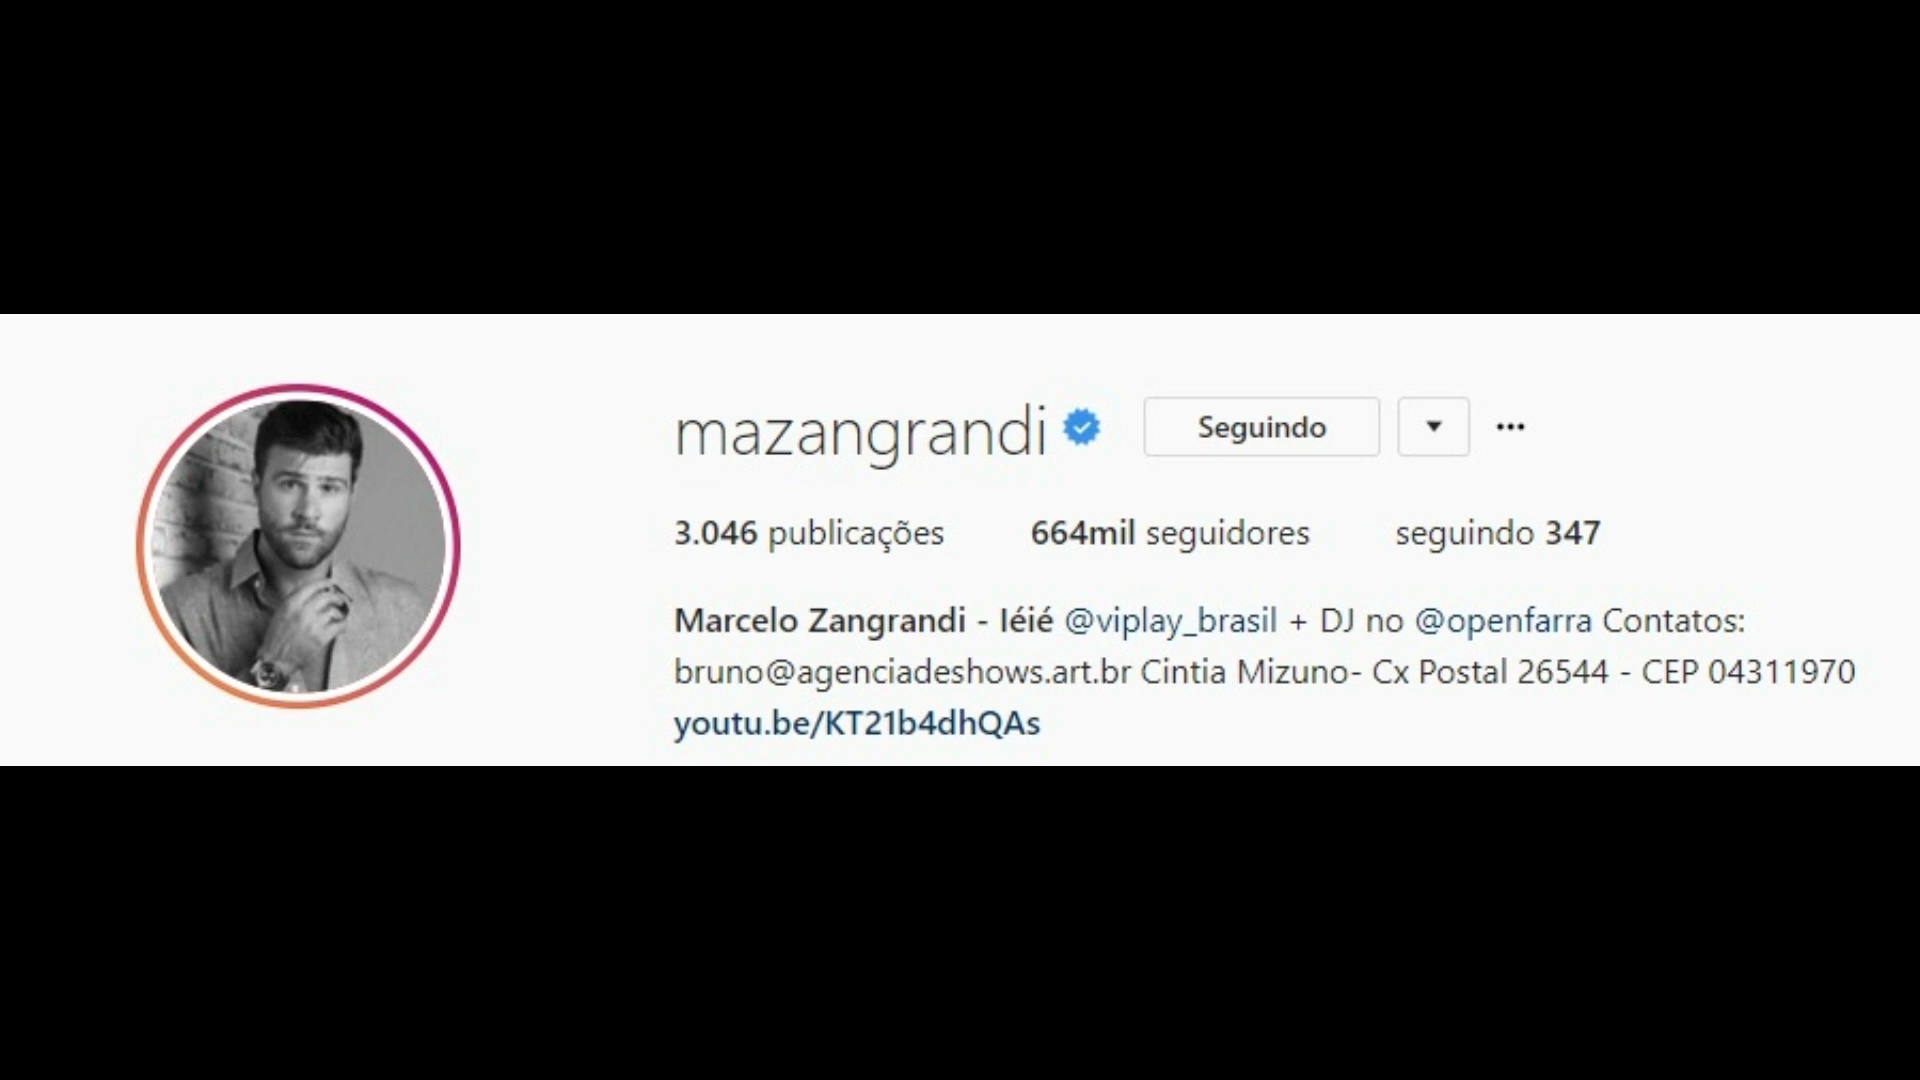 mazangrandi Seguindo
3.046 publicações 664mil seguidores seguindo 347
Marcelo Zangrandi - Iéié @viplay_brasil + DJ no @openfarra Contatos:
bruno@agenciadeshows.art.br Cintia Mizuno- Cx Postal 26544 - CEP 04311970
youtu.be/KT21b4dhQAs